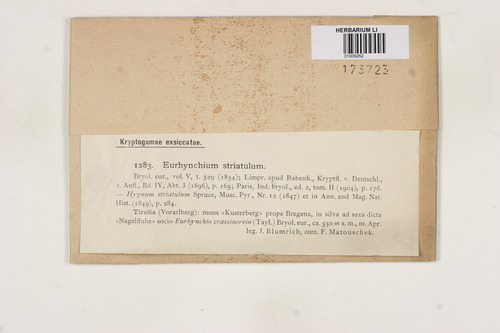 HERBARIUM LI
01009262
173723
Kryptogamae exsiccatae.
1283. Eurhynchium striatulum.
Bryol. eur., vol. V, t. 529 (1854); Limpr. apud Rabenh., Kryptfl. v. Deutschl.,
2. Aufl., Bd. IV, Abt. 3 (1896), p. 169; Paris, Ind. bryol., ed. 2, tom. II (1904), p. 176.
— Hypnum striatulum Spruce, Musc. Pyr., Nr. 12 (1847) et in Ann. and Mag. Nat.
Hist. (1849), p. 284.
Tirolia (Vorarlberg): mons «Kusterberg» prope Bregenz, in silva ad saxa dicta
«Nagelfluhe» socio Eurhynchio crassinervio (Tayl.) Bryol. eur., ca. 550 m s. m., m. Apr.
leg. J. Blumrich, com. F. Matouschek.